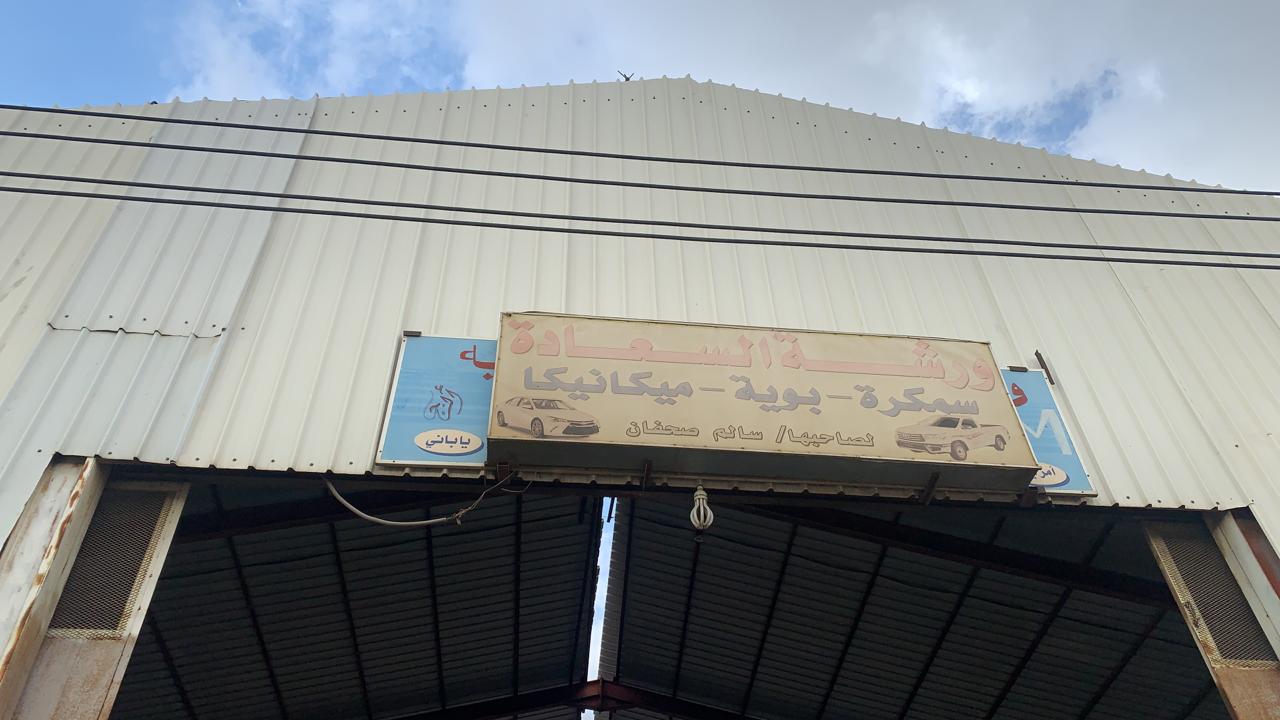 ورشة السعادة
سمكرة - بوية - ميكانيكا
لصاحبها/ سالم صحفان
ياباني
M